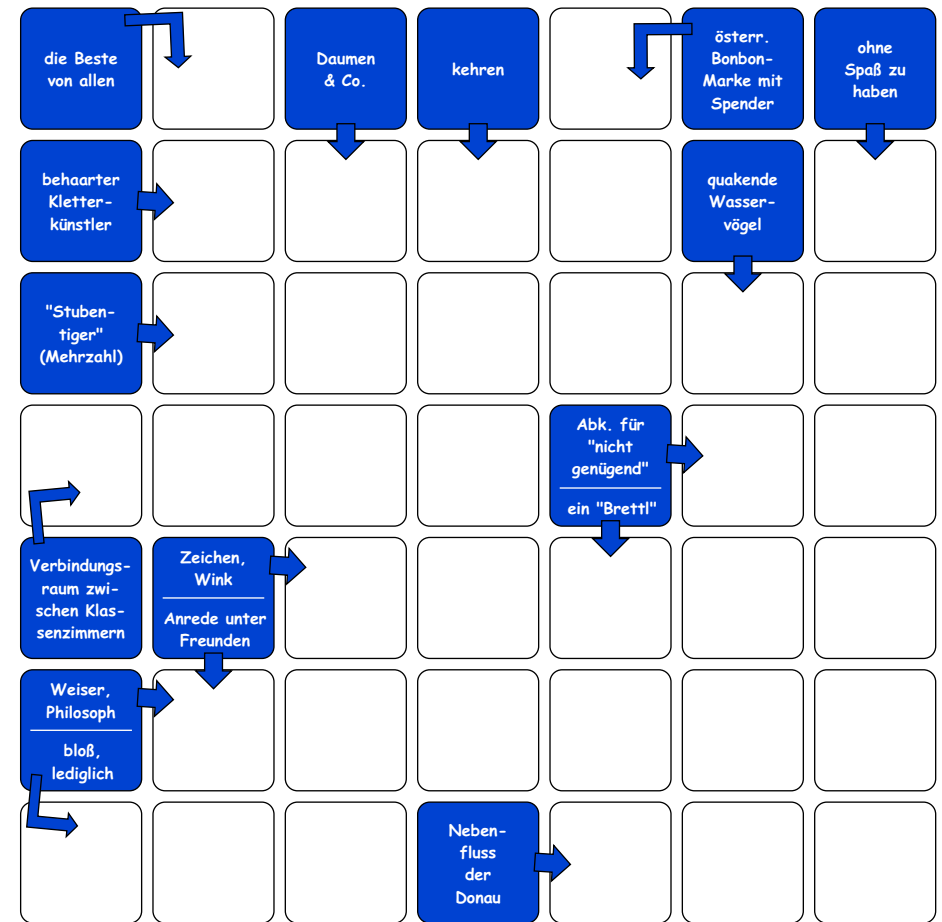 die Beste
von allen
Daumen
& Co.
kehren
österr.
Bonbon-
Marke mit
Spender
ohne
Spaß zu
haben
behaarter
Kletter-
künstler
quakende
Wasser-
vögel
"Stuben-
tiger"
(Mehrzahl)
Abk. für
"nicht
genügend"
ein "Brettl"
Verbindungs-
raum zwi-
schen Klas-
senzimmern
Zeichen,
Wink
Anrede unter
Freunden
Weiser,
Philosoph
bloß,
lediglich
Neben-
fluss
der
Donau